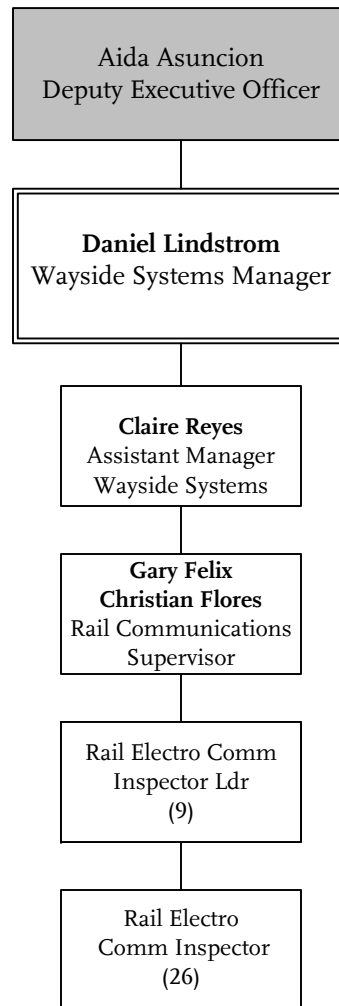 Aida Asuncion
Deputy Executive Officer
Daniel Lindstrom
Wayside Systems Manager
Claire Reyes
Assistant Manager
Wayside Systems
Gary Felix
Christian Flores
Rail Communications
Supervisor
Rail Electro Comm
Inspector Ldr
(9)
Rail Electro
Comm Inspector
(26)